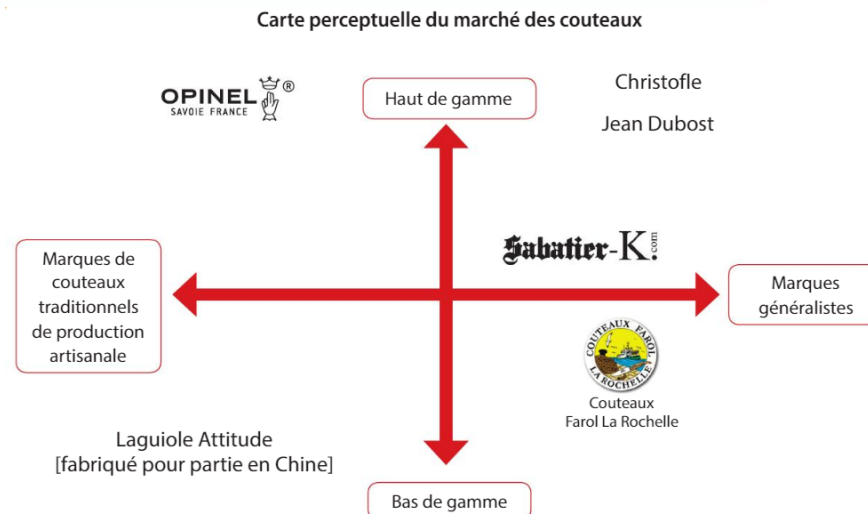 Carte perceptuelle du marché des couteaux
OPINEL®
SAVOIE FRANCE
Haut de gamme
Christofle
Jean Dubost
Sabatier-K.com
Marques de
couteaux
traditionnels
de production
artisanale
Marques
généralistes
COUTEAUX FAROL
LA ROCHELLE
Couteaux
Farol La Rochelle
Laguiole Attitude
[fabriqué pour partie en Chine]
Bas de gamme